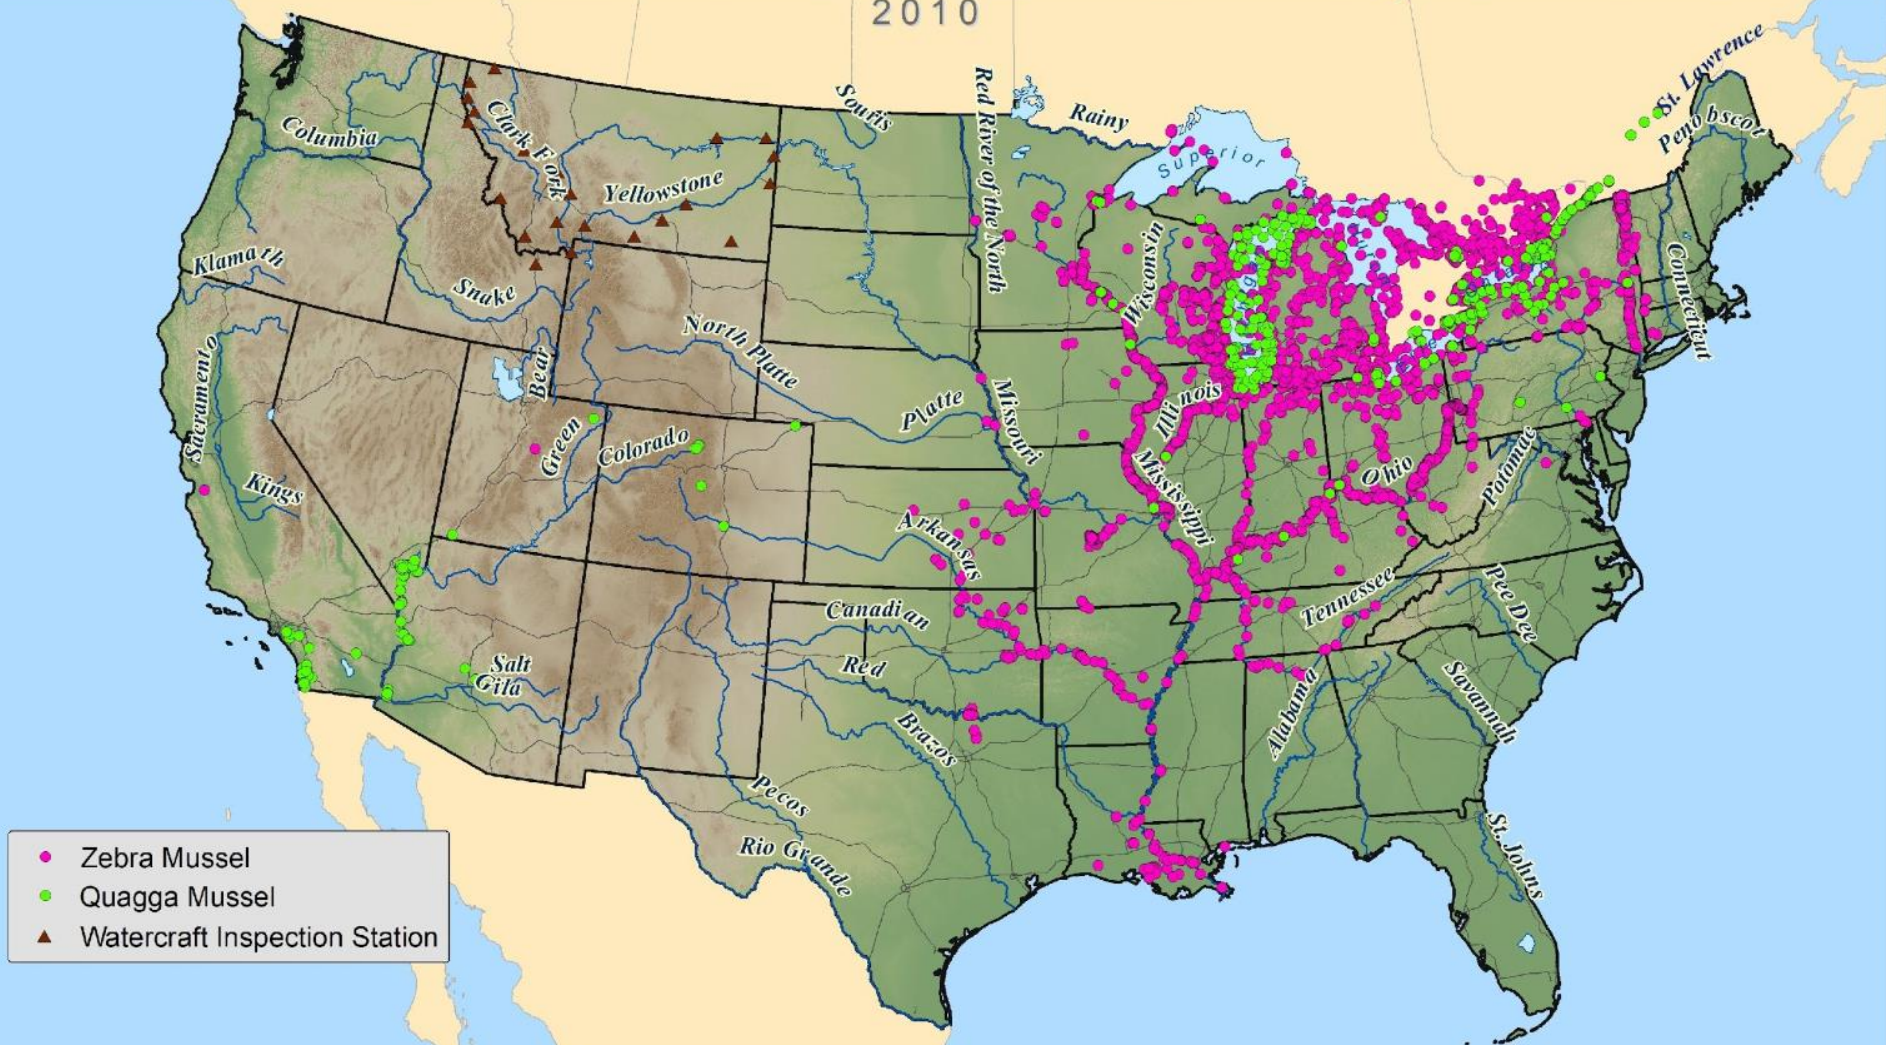 2010
St. Lawrence
Souris
Red River of the North
Rainy
Penobscot
Columbia
Clark Fork
Superior
Yellowstone
Klamath
Snake
Wisconsin
Connecticut
Sacramento
Bear
North Platte
Platte
Missouri
Illinois
Green
Colorado
Kings
Mississippi
Ohio
Potomac
Arkansas
Canadian
Tennessee
Pee Dee
Salt
Gila
Red
Brazos
Alabama
Savannah
Pecos
Rio Grande
St. Johns
Zebra Mussel
Quagga Mussel
Watercraft Inspection Station